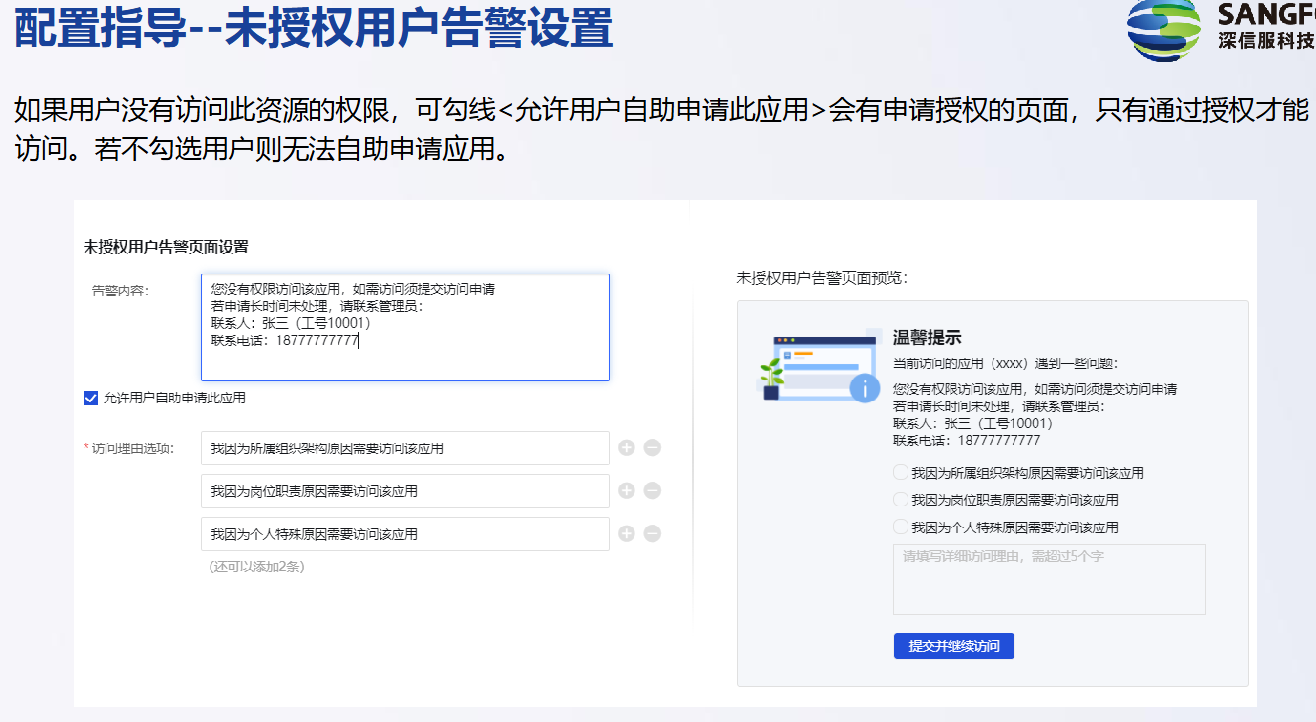 配置指导--未授权用户告警设置
SANGF
深信服科技
如果用户没有访问此资源的权限，可勾线<允许用户自助申请此应用>会有申请授权的页面，只有通过授权才能
访问。若不勾选用户则无法自助申请应用。
未授权用户告警页面设置
告警内容：
您没有权限访问该应用，如需访问须提交访问申请
若申请长时间未处理，请联系管理员：
联系人：张三（工号10001）
联系电话：18777777777
允许用户自助申请此应用
* 访问理由选项：
我因为所属组织架构原因需要访问该应用
我因为岗位职责原因需要访问该应用
我因为个人特殊原因需要访问该应用
（还可以添加2条）
未授权用户告警页面预览：
温馨提示
当前访问的应用（xxxx）遇到一些问题：
您没有权限访问该应用，如需访问须提交访问申请
若申请长时间未处理，请联系管理员：
联系人：张三（工号10001）
联系电话：18777777777
我因为所属组织架构原因需要访问该应用
我因为岗位职责原因需要访问该应用
我因为个人特殊原因需要访问该应用
请填写详细访问理由，需超过5个字
提交并继续访问